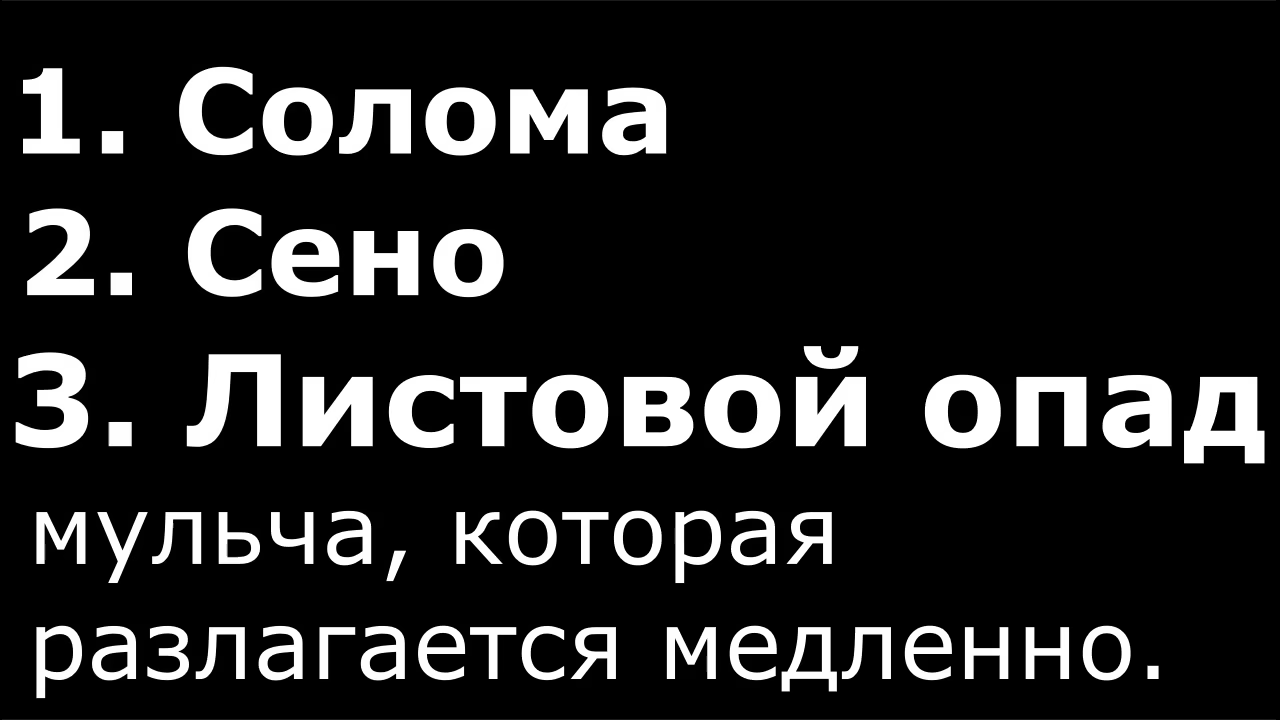 1. Солома
2. Сено
3. Листовой опад
мульча, которая
разлагается медленно.